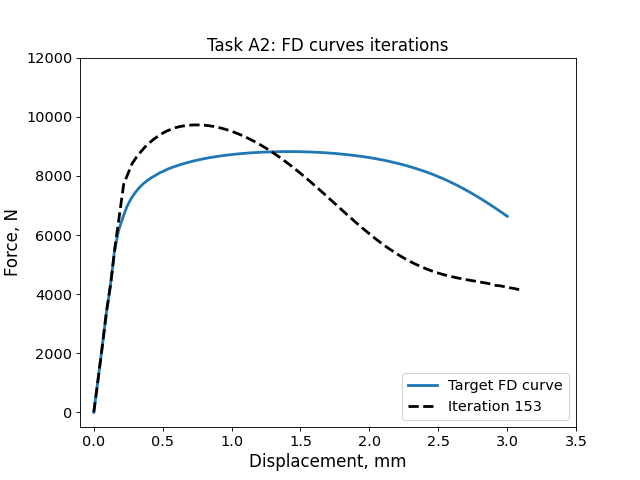 Task A2: FD curves iterations
12000
10000
8000
6000
4000
2000
0
Force, N
0.0 0.5 1.0 1.5 2.0 2.5 3.0 3.5
Displacement, mm
Target FD curve
Iteration 153